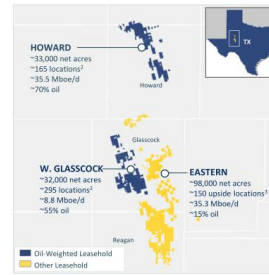 HOWARD
~33,000 net acres
~165 locations²
~35.5 Mboe/d
~70% oil
TX
Howard
Glasscock
W. GLASSCOCK
~32,000 net acres
~295 locations²
~8.8 Mboe/d
~55% oil
EASTERN
~98,000 net acres
~150 upside locations³
~35.3 Mboe/d
~15% oil
Reagan
Oil-Weighted Leasehold
Other Leasehold